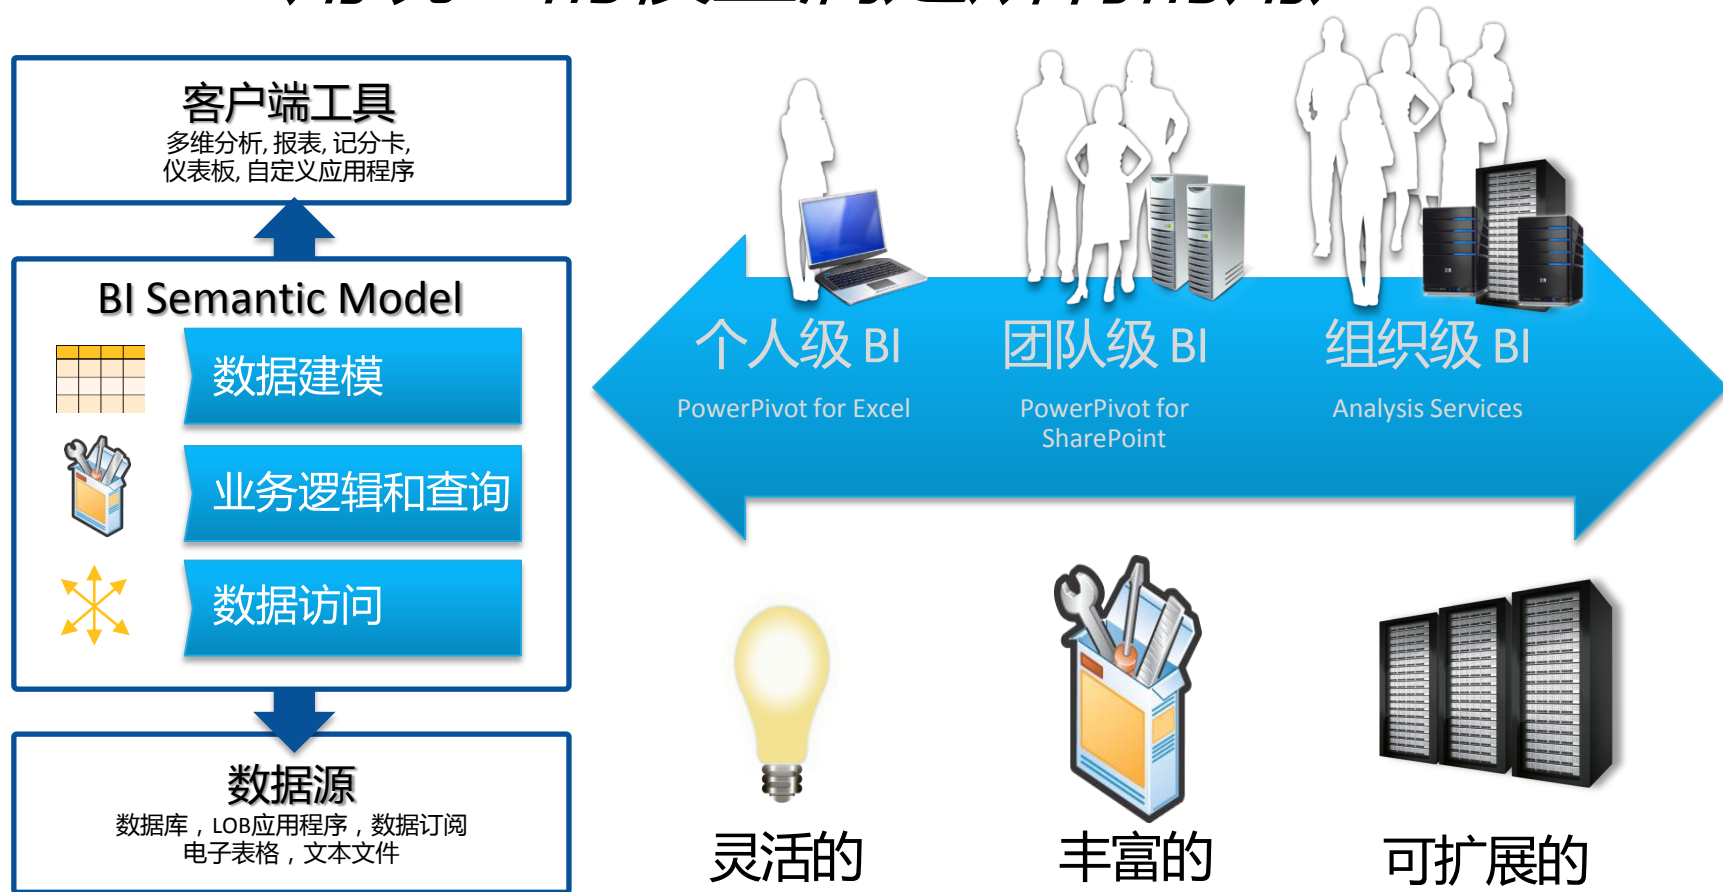 客户端工具
多维分析, 报表, 记分卡,
仪表板, 自定义应用程序
BI Semantic Model
数据建模
业务逻辑和查询
数据访问
数据源
数据库，LOB应用程序，数据订阅
电子表格，文本文件
个人级 BI
PowerPivot for Excel
团队级 BI
PowerPivot for
SharePoint
组织级 BI
Analysis Services
灵活的
丰富的
可扩展的